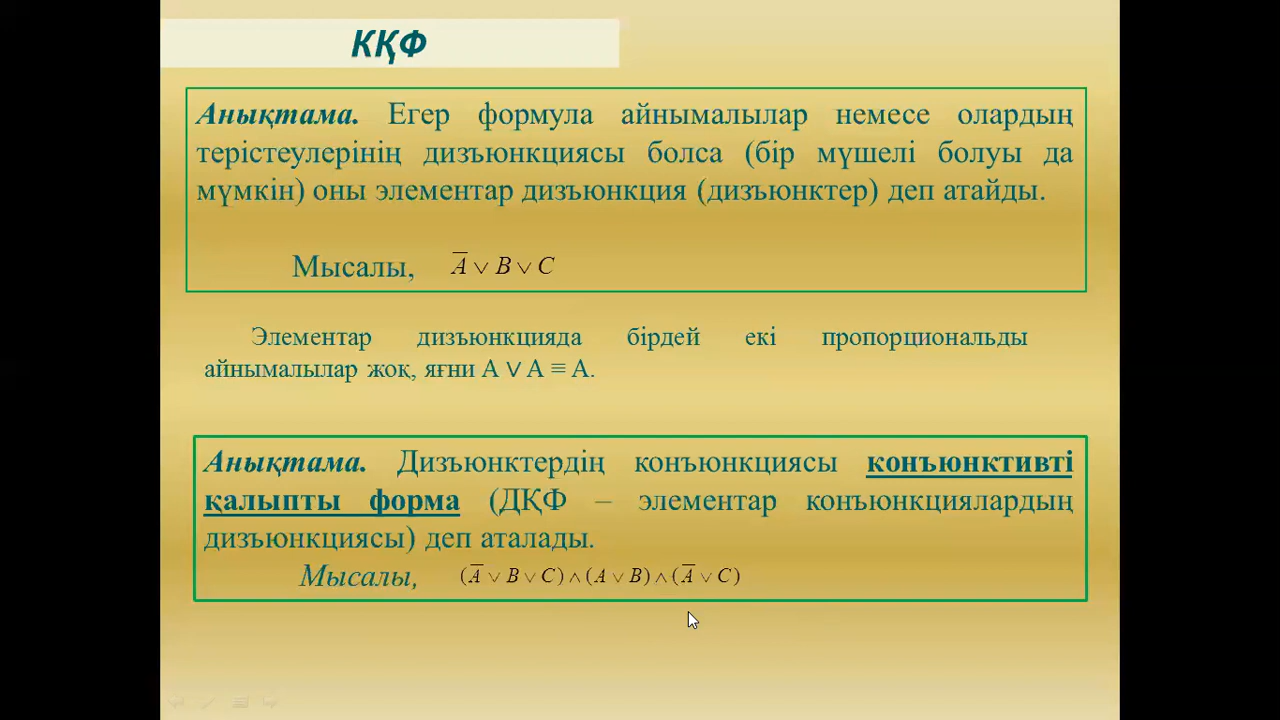 КҚФ
Анықтама. Егер формула айнымалылар немесе олардың
терістеулерінің дизъюнкциясы болса (бір мүшелі болуы да
мүмкін) оны элементар дизъюнкция (дизъюнктер) деп атайды.
Мысалы, A̅ ∨ B ∨ C
Элементар дизъюнкцияда бірдей екі пропорциональды
айнымалылар жоқ, яғни A ∨ A ≡ A.
Анықтама. Дизъюнктердің конъюнкциясы конъюнктивті
қалыпты форма (ДҚФ – элементар конъюнкциялардың
дизъюнкциясы) деп аталады.
Мысалы, (A̅ ∨ B ∨ C) ∧ (A ∨ B) ∧ (A̅ ∨ C)